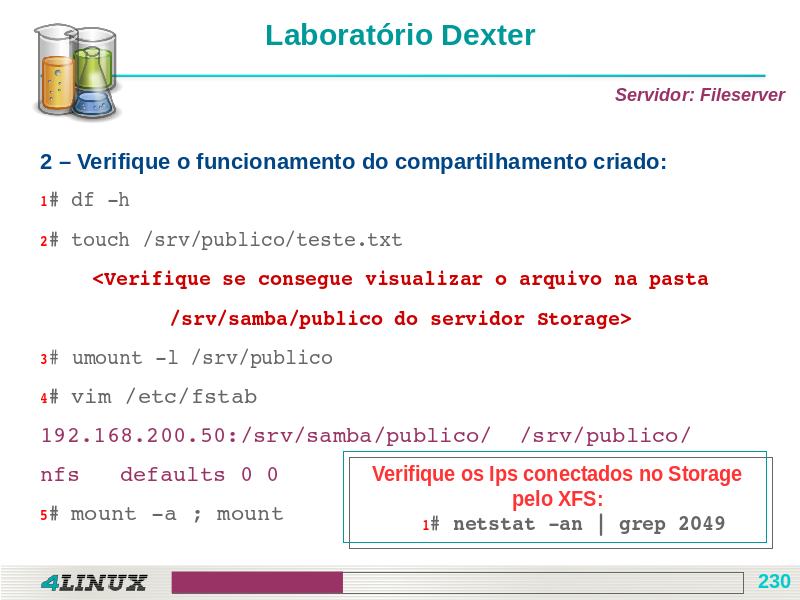 Laboratório Dexter
Servidor: Fileserver
2 – Verifique o funcionamento do compartilhamento criado:
1# df -h
2# touch /srv/publico/teste.txt
<Verifique se consegue visualizar o arquivo na pasta
/srv/samba/publico do servidor Storage>
3# umount -l /srv/publico
4# vim /etc/fstab
192.168.200.50:/srv/samba/publico/ /srv/publico/
nfs defaults 0 0
5# mount -a ; mount
Verifique os Ips conectados no Storage
pelo XFS:
1# netstat -an | grep 2049
4LINUX
230